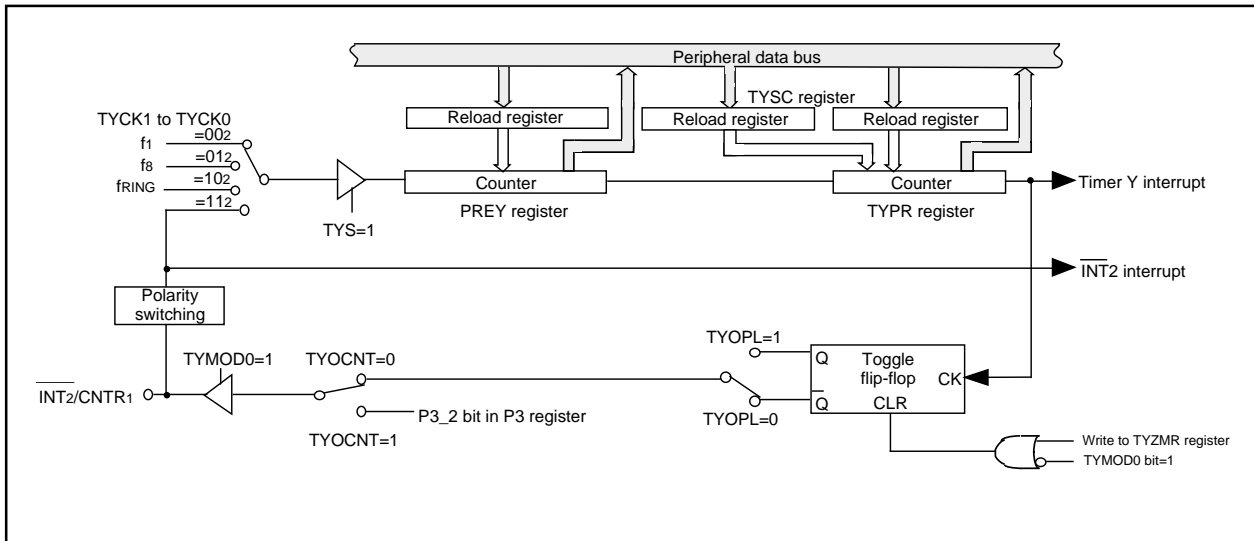 Peripheral data bus
TYSC register
Reload register
Reload register
Reload register
TYCK1 to TYCK0
=002
f1
=012
f8
=102
fRING
=112
Counter
Counter
Timer Y interrupt
PREY register
TYPR register
TYS=1
INT2 interrupt
Polarity
switching
TYMOD0=1
TYOCNT=0
TYOPL=1
Q
Toggle
flip-flop
CK
INT2/CNTR1
Q
CLR
P3_2 bit in P3 register
TYOPL=0
TYOCNT=1
Write to TYZMR register
TYMOD0 bit=1